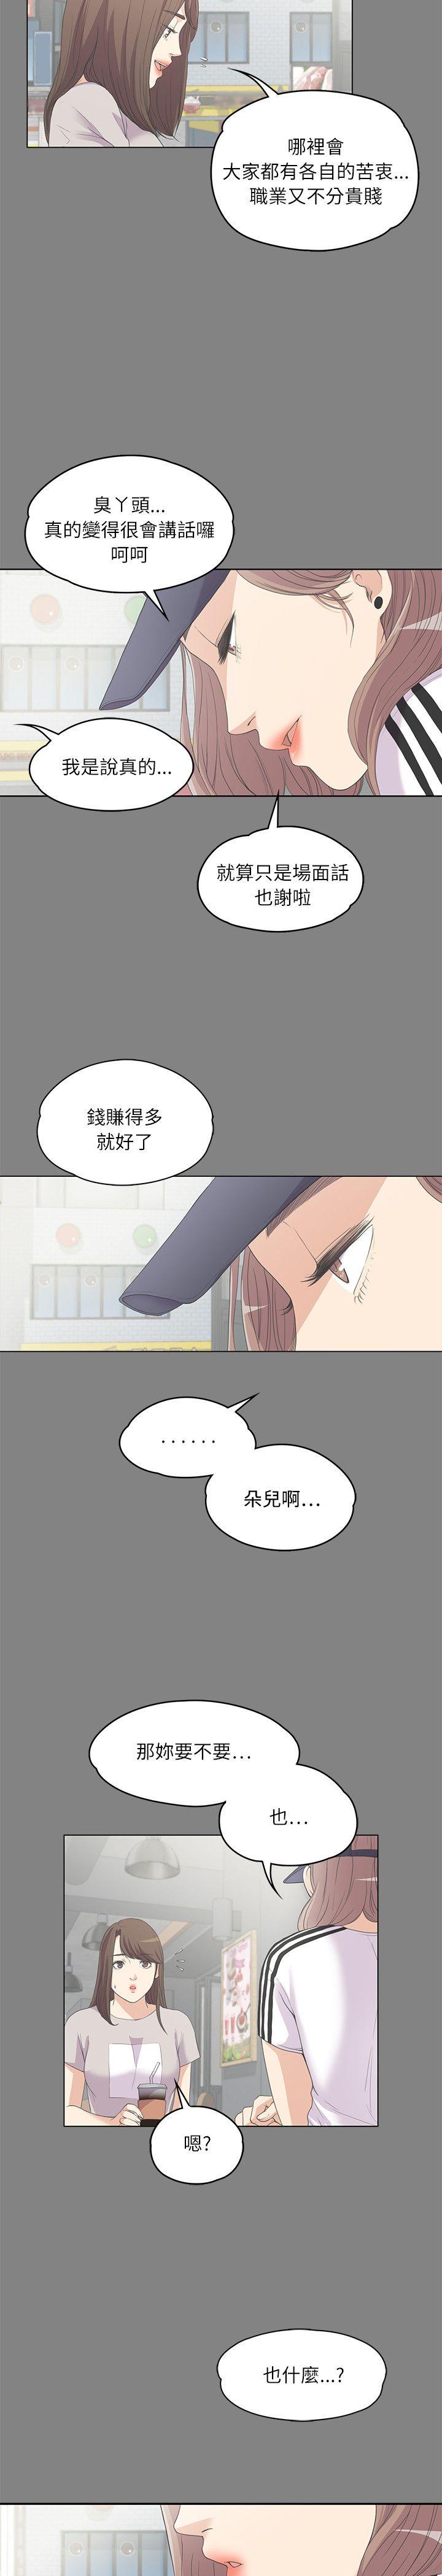 哪裡會
大家都有各自的苦衷...
職業又不分貴賤
臭丫頭...
真的變得很會講話囉
呵呵
我是說真的...
就算只是場面話
也謝啦
錢賺得多
就好了
......
朵兒啊...
那妳要不要...
也...
嗯?
也什麼...?